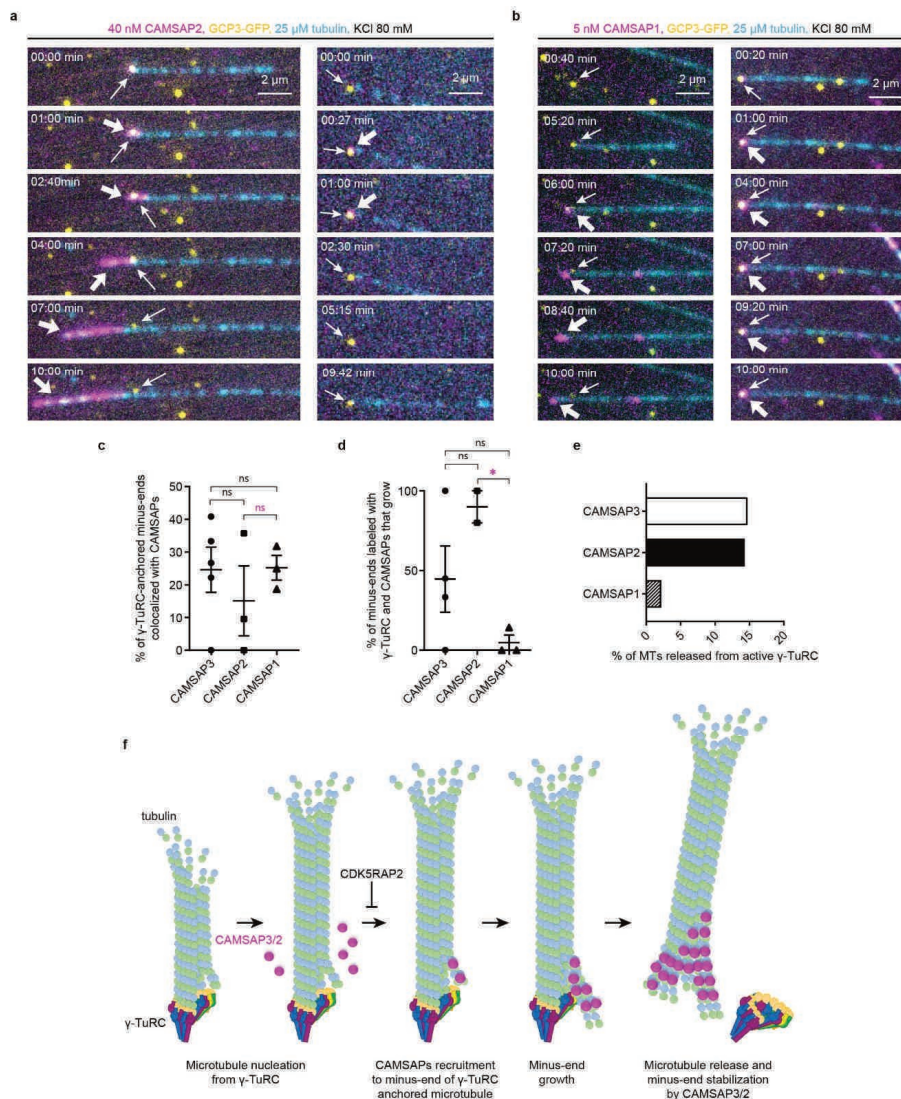 a
40 nM CAMSAP2, GCP3-GFP, 25 µM tubulin, KCl 80 mM
00:00 min
2 µm
01:00 min
02:40min
04:00 min
07:00 min
10:00 min
00:00 min
2 µm
00:27 min
01:00 min
02:30 min
05:15 min
09:42 min
b
5 nM CAMSAP1, GCP3-GFP, 25 µM tubulin, KCl 80 mM
00:40 min
2 µm
05:20 min
06:00 min
07:20 min
08:40 min
10:00 min
00:20 min
2 µm
01:00 min
04:00 min
07:00 min
09:20 min
10:00 min
c
ns
ns
ns
% of γ-TuRC-anchored minus-ends
colocalized with CAMSAPs
50
40
30
20
10
0
CAMSAP3
CAMSAP2
CAMSAP1
d
ns
ns
*
% of minus-ends labeled with
γ-TuRC and CAMSAPs that grow
100
50
0
CAMSAP3
CAMSAP2
CAMSAP1
e
CAMSAP3
CAMSAP2
CAMSAP1
0 5 10 15 20
% of MTs released from active γ-TuRC
f
tubulin
CAMSAP3/2
CDK5RAP2
γ-TuRC
Microtubule nucleation
from γ-TuRC
CAMSAPs recruitment
to minus-end of γ-TuRC
anchored microtubule
Minus-end
growth
Microtubule release and
minus-end stabilization
by CAMSAP3/2